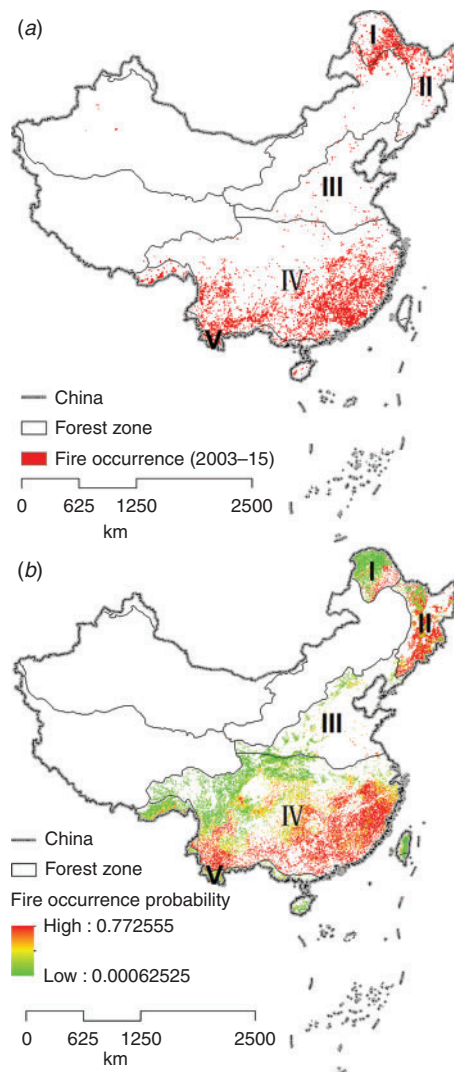 (a)
I
II
III
IV
V
China
Forest zone
Fire occurrence (2003–15)
0 625 1250 2500
km
(b)
I
II
III
IV
V
China
Forest zone
Fire occurrence probability
High : 0.772555
Low : 0.00062525
0 625 1250 2500
km